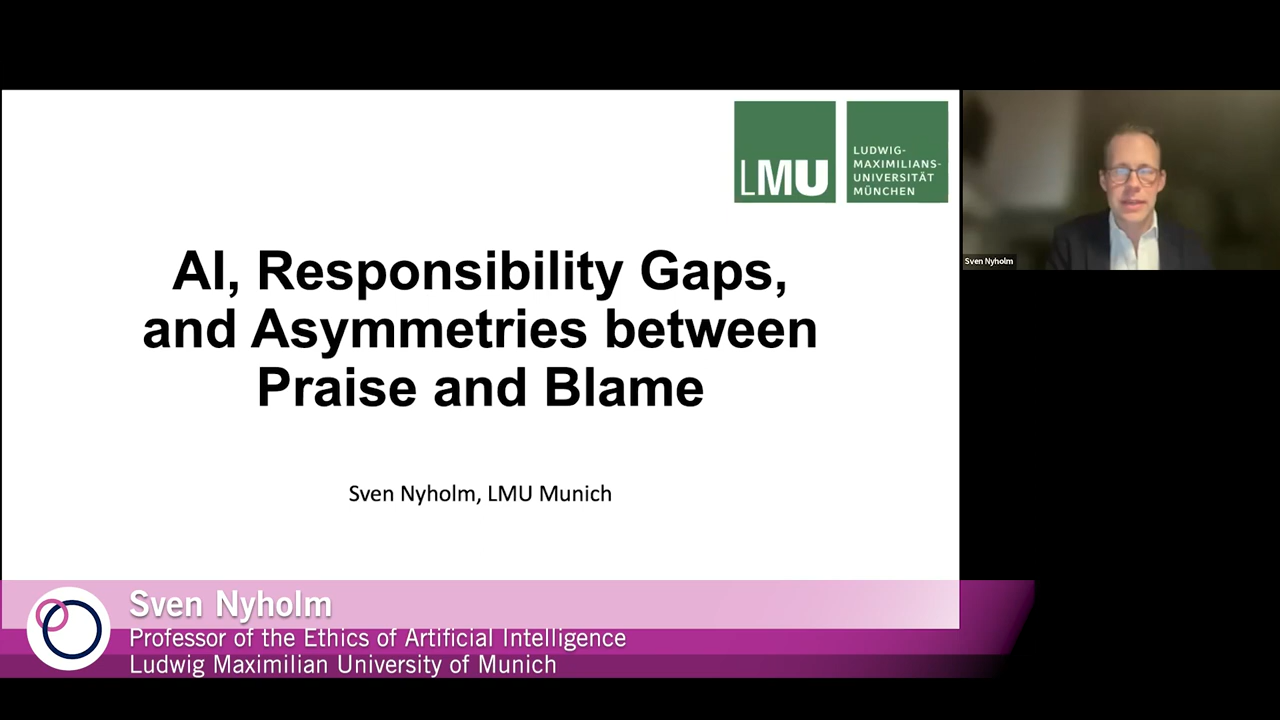 LMU
LUDWIG-
MAXIMILIANS-
UNIVERSITÄT
MÜNCHEN
AI, Responsibility Gaps,
and Asymmetries between
Praise and Blame
Sven Nyholm, LMU Munich
Sven Nyholm
Sven Nyholm
Professor of the Ethics of Artificial Intelligence
Ludwig Maximilian University of Munich